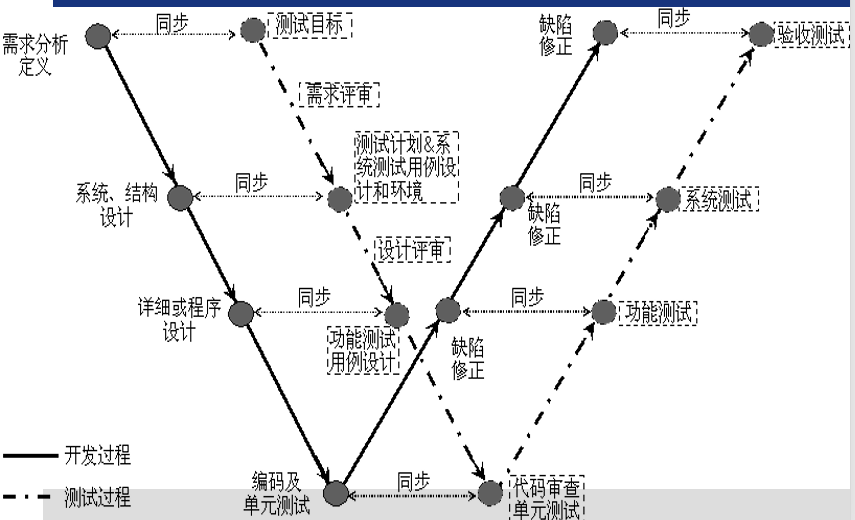 需求分析
定义
同步
测试目标
缺陷
修正
同步
验收测试
需求评审
系统、结构
设计
同步
测试计划&系
统测试用例设
计和环境
缺陷
修正
同步
系统测试
设计评审
详细或程序
设计
同步
功能测试
用例设计
缺陷
修正
同步
功能测试
开发过程
测试过程
编码及
单元测试
同步
代码审查
单元测试